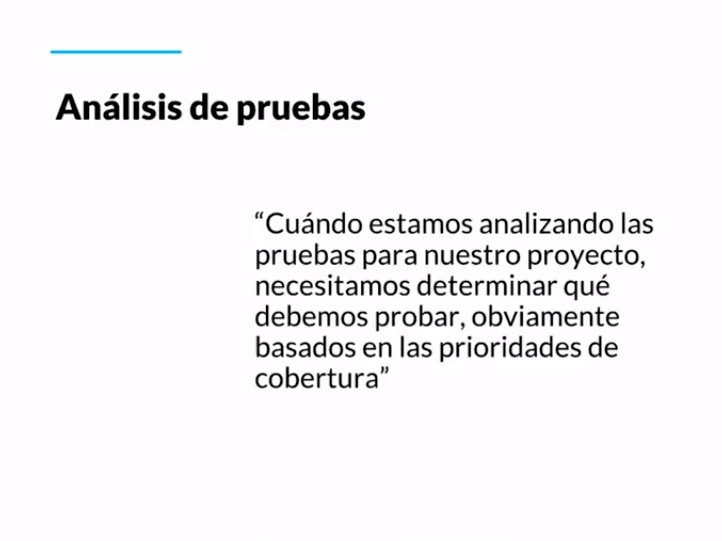 Análisis de pruebas
“Cuándo estamos analizando las
pruebas para nuestro proyecto,
necesitamos determinar qué
debemos probar, obviamente
basados en las prioridades de
cobertura”